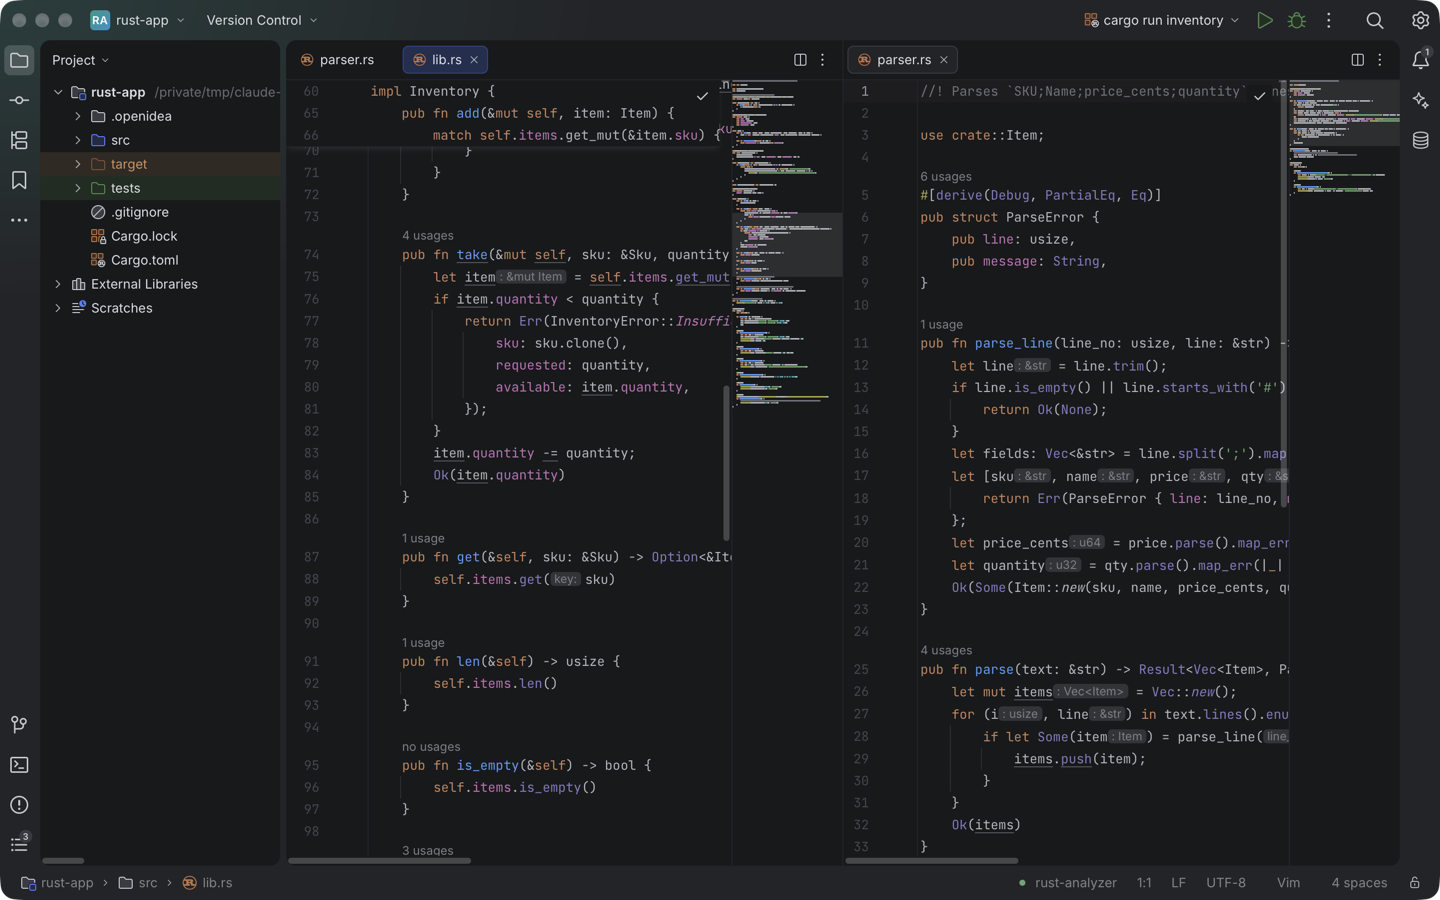 RA rust-app Version Control cargo run inventory
Project
rust-app /private/tmp/claude-
.openidea
src
target
tests
.gitignore
Cargo.lock
Cargo.toml
External Libraries
Scratches
parser.rs lib.rs
60 impl Inventory {
65 pub fn add(&mut self, item: Item) {
66 match self.items.get_mut(&item.sku) {
70 }
71 }
72 }
73
4 usages
74 pub fn take(&mut self, sku: &Sku, quantity
75 let item : &mut Item = self.items.get_mut
76 if item.quantity < quantity {
77 return Err(InventoryError::Insuffi
78 sku: sku.clone(),
79 requested: quantity,
80 available: item.quantity,
81 });
82 }
83 item.quantity -= quantity;
84 Ok(item.quantity)
85 }
86
1 usage
87 pub fn get(&self, sku: &Sku) -> Option<&Ite
88 self.items.get( key: sku)
89 }
90
1 usage
91 pub fn len(&self) -> usize {
92 self.items.len()
93 }
94
no usages
95 pub fn is_empty(&self) -> bool {
96 self.items.is_empty()
97 }
98
3 usages
parser.rs
1 //! Parses `SKU;Name;price_cents;quantity` ne
2
3 use crate::Item;
4
6 usages
5 #[derive(Debug, PartialEq, Eq)]
6 pub struct ParseError {
7 pub line: usize,
8 pub message: String,
9 }
10
1 usage
11 pub fn parse_line(line_no: usize, line: &str) ->
12 let line : &str = line.trim();
13 if line.is_empty() || line.starts_with('#')
14 return Ok(None);
15 }
16 let fields: Vec<&str> = line.split(';').map
17 let [sku : &str , name : &str , price : &str , qty : &s
18 return Err(ParseError { line: line_no,
19 };
20 let price_cents : u64 = price.parse().map_err
21 let quantity : u32 = qty.parse().map_err(|_|
22 Ok(Some(Item::new(sku, name, price_cents, qu
23 }
24
4 usages
25 pub fn parse(text: &str) -> Result<Vec<Item>, Pa
26 let mut items : Vec<Item> = Vec::new();
27 for (i : usize , line : &str ) in text.lines().enu
28 if let Some(item : Item ) = parse_line( line_
29 items.push(item);
30 }
31 }
32 Ok(items)
33 }
1
3
rust-app src lib.rs rust-analyzer 1:1 LF UTF-8 Vim 4 spaces